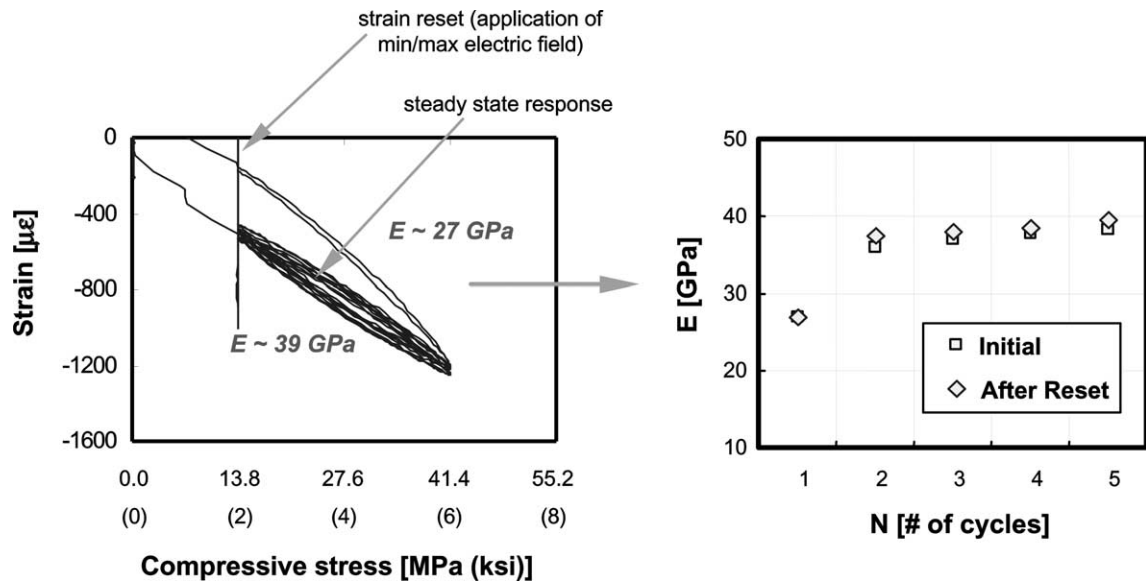 strain reset (application of
min/max electric field)
steady state response
0
-400
-800
-1200
-1600
Strain [με]
E ~ 27 GPa
E ~ 39 GPa
0.0 13.8 27.6 41.4 55.2
(0) (2) (4) (6) (8)
Compressive stress [MPa (ksi)]
50
40
30
20
10
E [GPa]
Initial
After Reset
1 2 3 4 5
N [# of cycles]